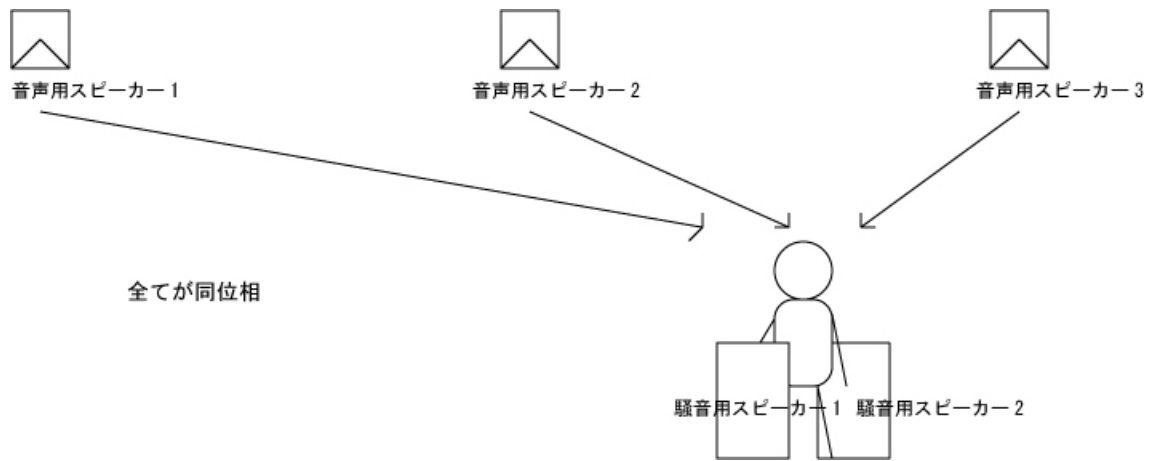 音声用スピーカー1
音声用スピーカー2
音声用スピーカー3
全てが同位相
騒音用スピーカー1
騒音用スピーカー2